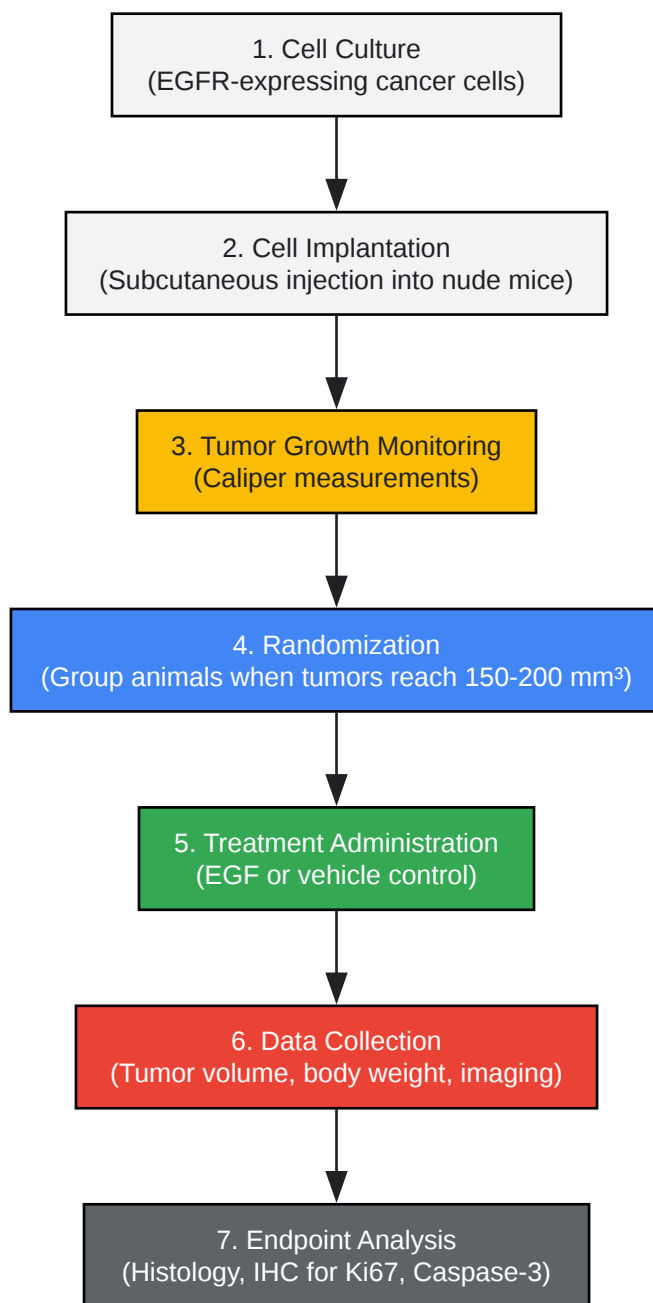 1. Cell Culture
(EGFR-expressing cancer cells)
2. Cell Implantation
(Subcutaneous injection into nude mice)
3. Tumor Growth Monitoring
(Caliper measurements)
4. Randomization
(Group animals when tumors reach 150-200 mm³)
5. Treatment Administration
(EGF or vehicle control)
6. Data Collection
(Tumor volume, body weight, imaging)
7. Endpoint Analysis
(Histology, IHC for Ki67, Caspase-3)